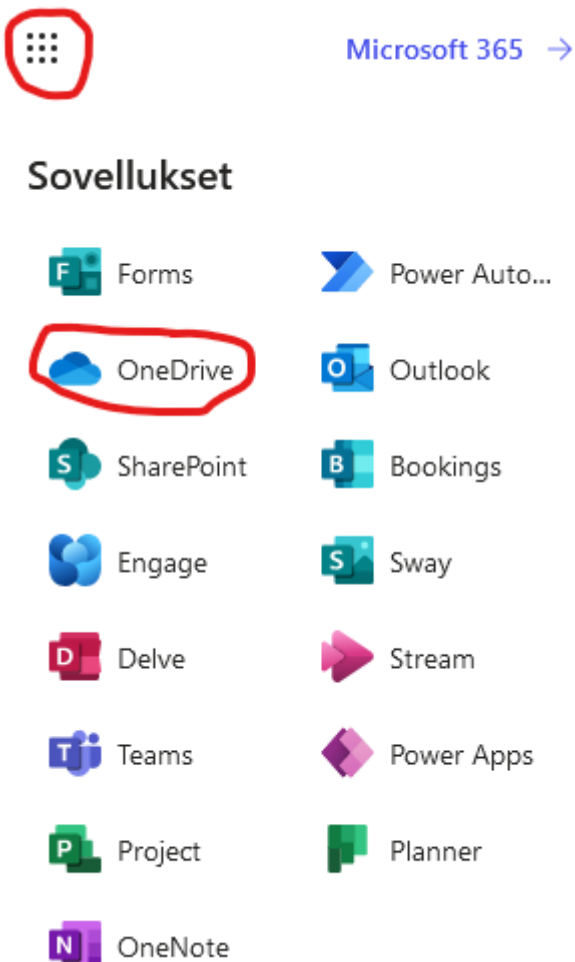 Microsoft 365 →
Sovellukset
F Forms
Power Auto...
OneDrive
O Outlook
S SharePoint
B Bookings
Engage
S Sway
D Delve
Stream
T Teams
Power Apps
P Project
Planner
N OneNote